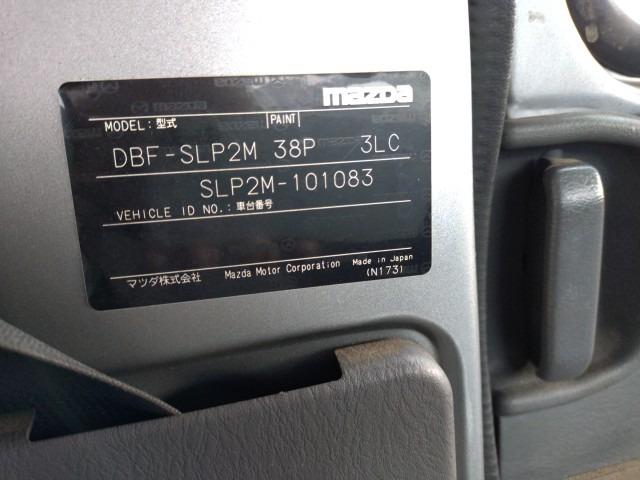 mazda
MODEL: 型式 PAINT
DBF-SLP2M 38P 3LC
SLP2M-101083
VEHICLE ID NO.: 車台番号
マツダ株式会社 Mazda Motor Corporation Made in Japan
(N173)